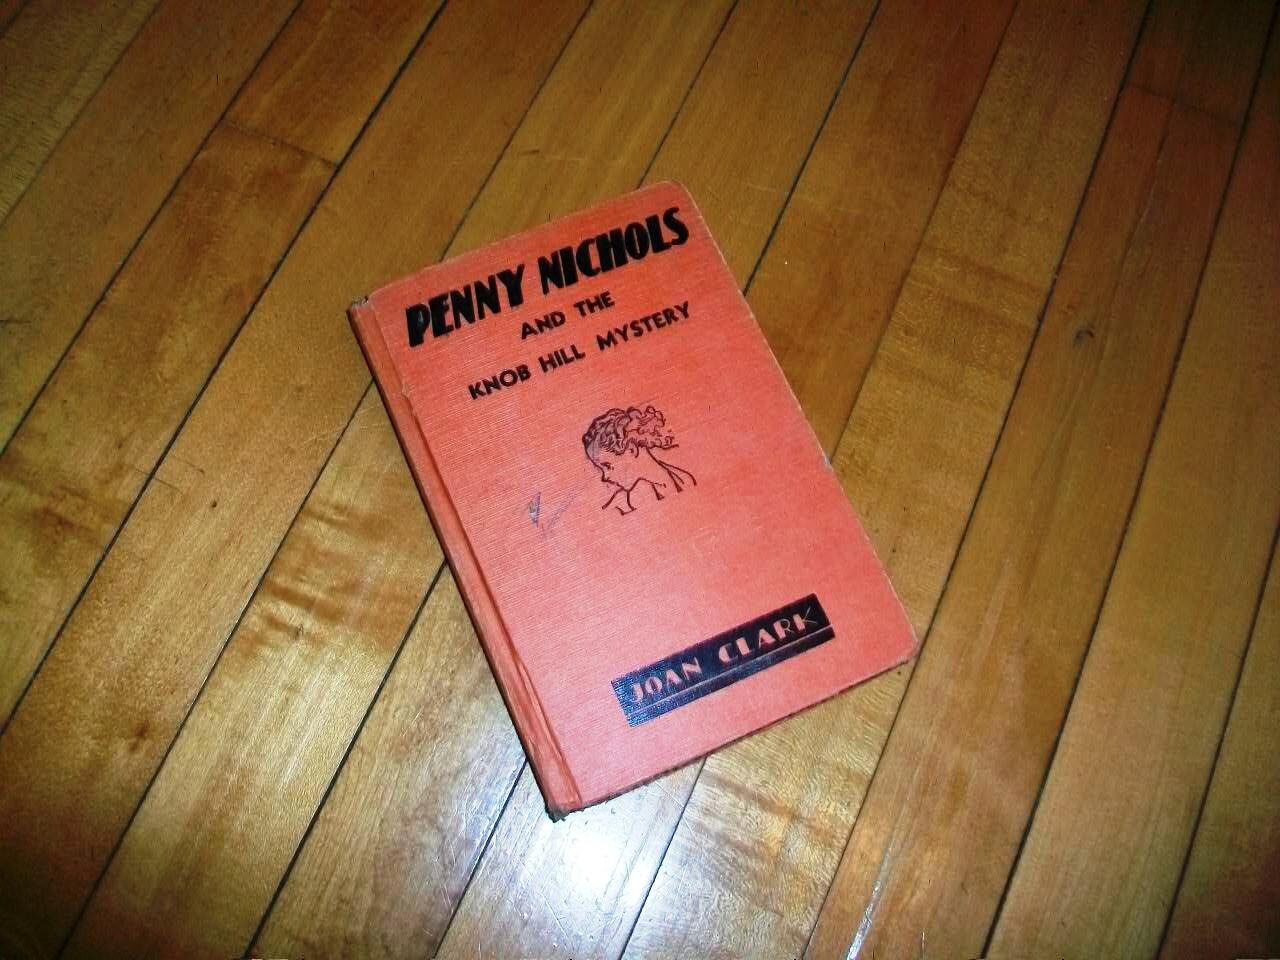 PENNY NICHOLS
AND THE
KNOB HILL MYSTERY
JOAN CLARK